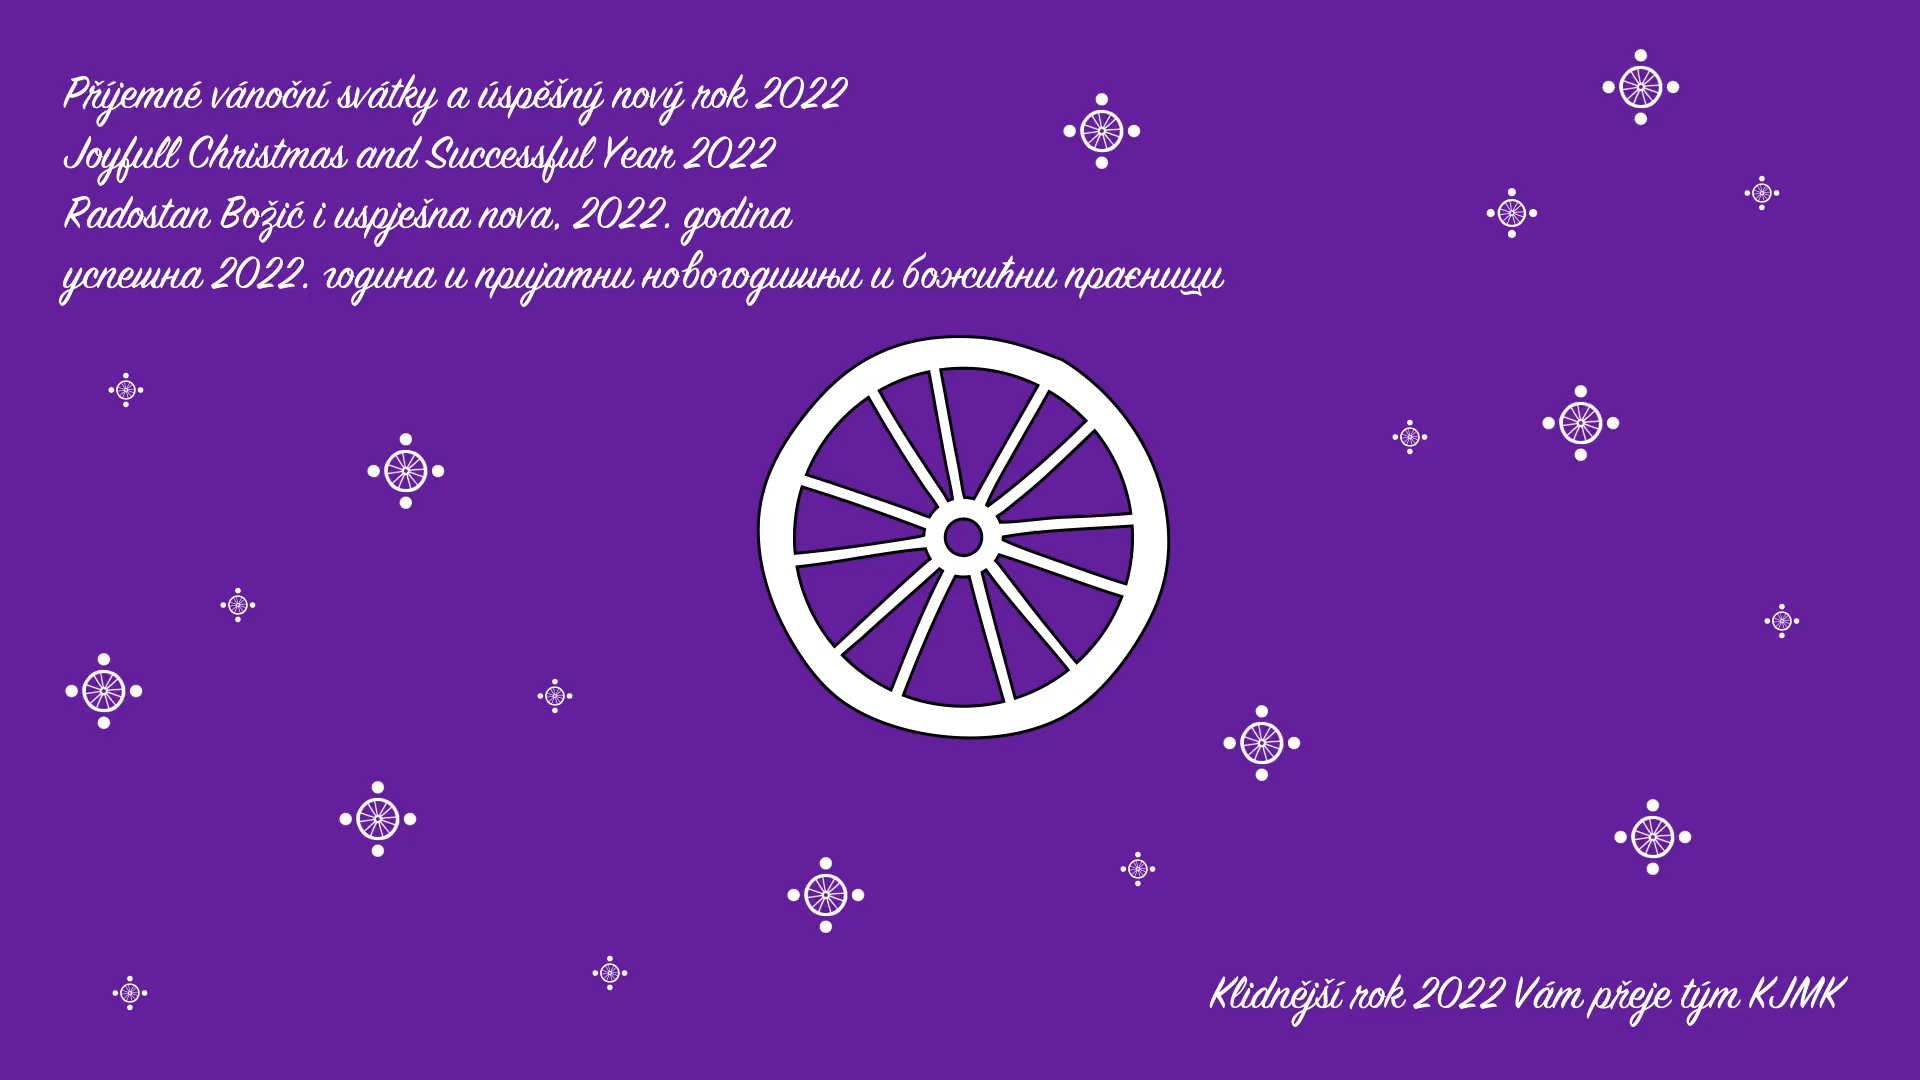 Příjemné vánoční svátky a úspěšný nový rok 2022
Joyfull Christmas and Successful Year 2022
Radostan Božić i uspješna nova, 2022. godina
успешна 2022. година и пријатни новогодишњи и божићни праєници
Klidnější rok 2022 Vám přeje tým KJMK